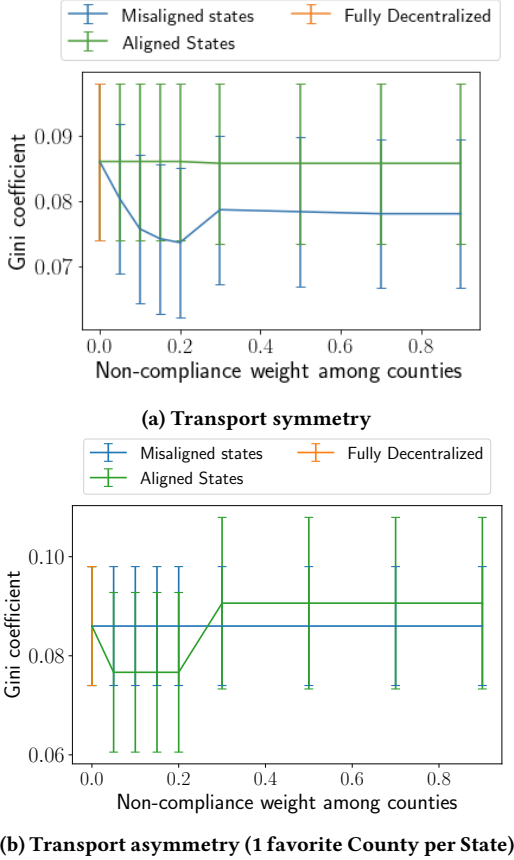 Misaligned states Fully Decentralized
Aligned States
Gini coefficient
0.09
0.08
0.07
0.0 0.2 0.4 0.6 0.8
Non-compliance weight among counties
(a) Transport symmetry
Misaligned states Fully Decentralized
Aligned States
Gini coefficient
0.10
0.08
0.06
0.0 0.2 0.4 0.6 0.8
Non-compliance weight among counties
(b) Transport asymmetry (1 favorite County per State)